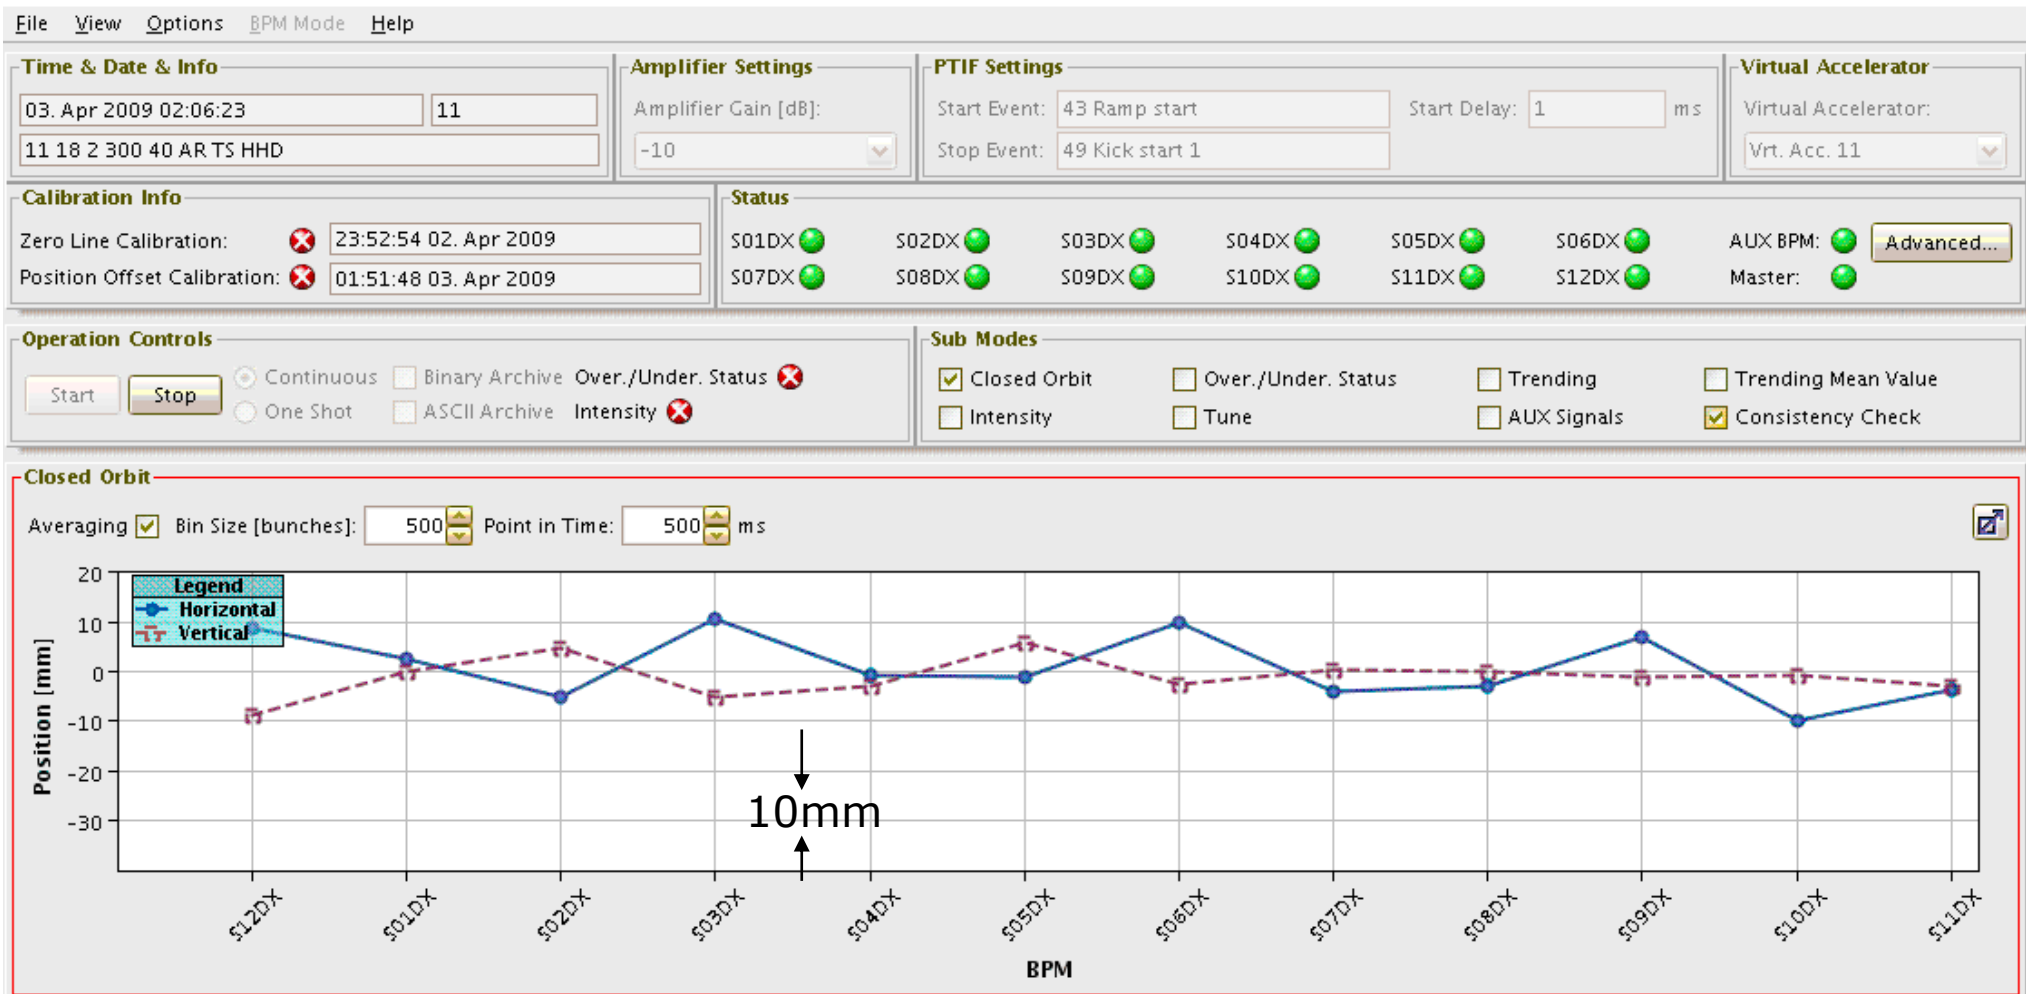 File View Options BPM Mode Help
Time & Date & Info
03. Apr 2009 02:06:23 11
11 18 2 300 40 AR TS HHD
Amplifier Settings
Amplifier Gain [dB]:
-10
PTIF Settings
Start Event: 43 Ramp start Start Delay: 1 ms
Stop Event: 49 Kick start 1
Virtual Accelerator
Virtual Accelerator:
Vrt. Acc. 11
Calibration Info
Zero Line Calibration: 23:52:54 02. Apr 2009
Position Offset Calibration: 01:51:48 03. Apr 2009
Status
S01DX S02DX S03DX S04DX S05DX S06DX AUX BPM: Advanced...
S07DX S08DX S09DX S10DX S11DX S12DX Master:
Operation Controls
Start Stop Continuous Binary Archive Over./Under. Status
One Shot ASCII Archive Intensity
Sub Modes
Closed Orbit Over./Under. Status Trending Trending Mean Value
Intensity Tune AUX Signals Consistency Check
Closed Orbit
Averaging Bin Size [bunches]: 500 Point in Time: 500 ms
Legend
Horizontal
Vertical
Position [mm]
20
10
0
-10
-20
-30
10mm
S12DX S01DX S02DX S03DX S04DX S05DX S06DX S07DX S08DX S09DX S10DX S11DX
BPM